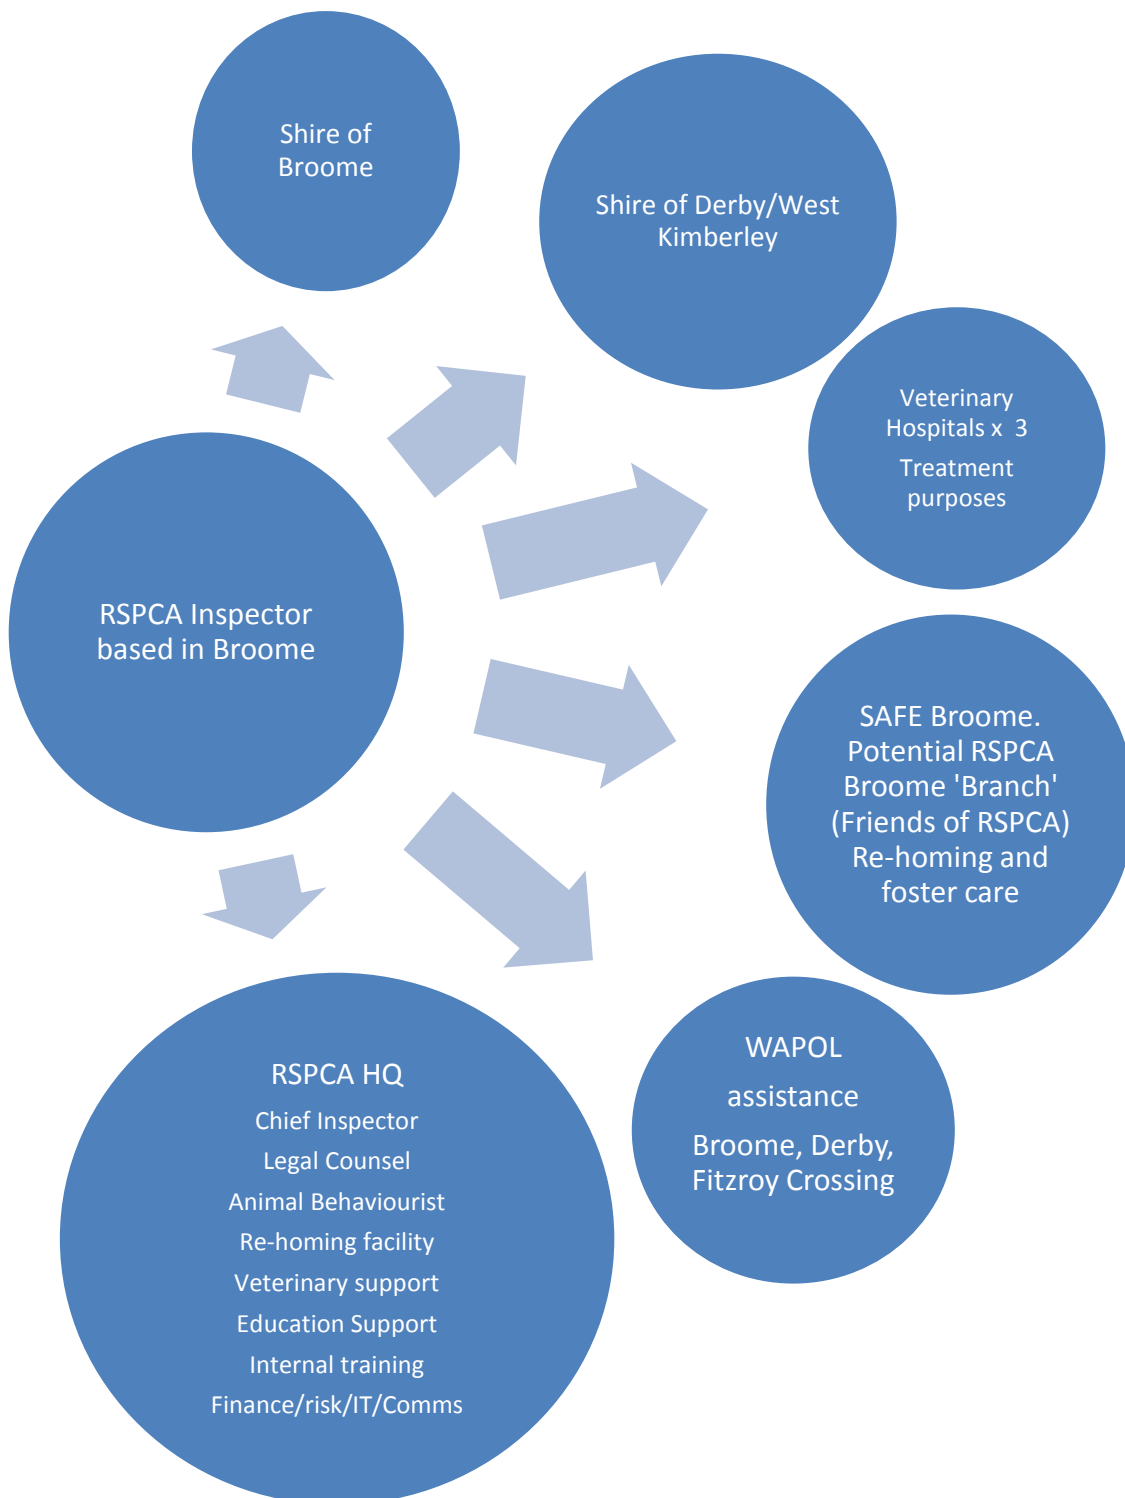 Shire of
Broome
Shire of Derby/West
Kimberley
Veterinary
Hospitals x  3
Treatment
purposes
RSPCA Inspector
based in Broome
SAFE Broome.
Potential RSPCA
Broome 'Branch'
(Friends of RSPCA)
Re-homing and
foster care
WAPOL
assistance
Broome, Derby,
Fitzroy Crossing
RSPCA HQ
Chief Inspector
Legal Counsel
Animal Behaviourist
Re-homing facility
Veterinary support
Education Support
Internal training
Finance/risk/IT/Comms